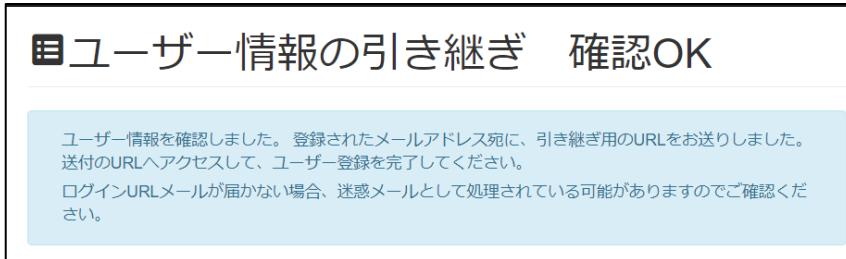 ユーザー情報の引き継ぎ　確認OK
ユーザー情報を確認しました。 登録されたメールアドレス宛に、引き継ぎ用のURLをお送りしました。
送付のURLへアクセスして、ユーザー登録を完了してください。
ログインURLメールが届かない場合、迷惑メールとして処理されている可能性がありますのでご確認くだ
さい。